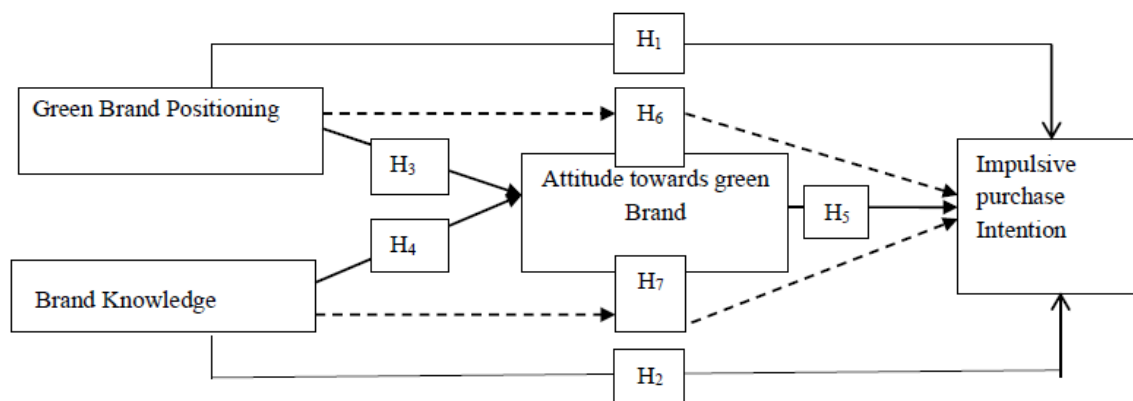 H₁
Green Brand Positioning
H₆
H₃
Attitude towards green
Brand
Impulsive
purchase
Intention
H₅
H₄
H₇
Brand Knowledge
H₂